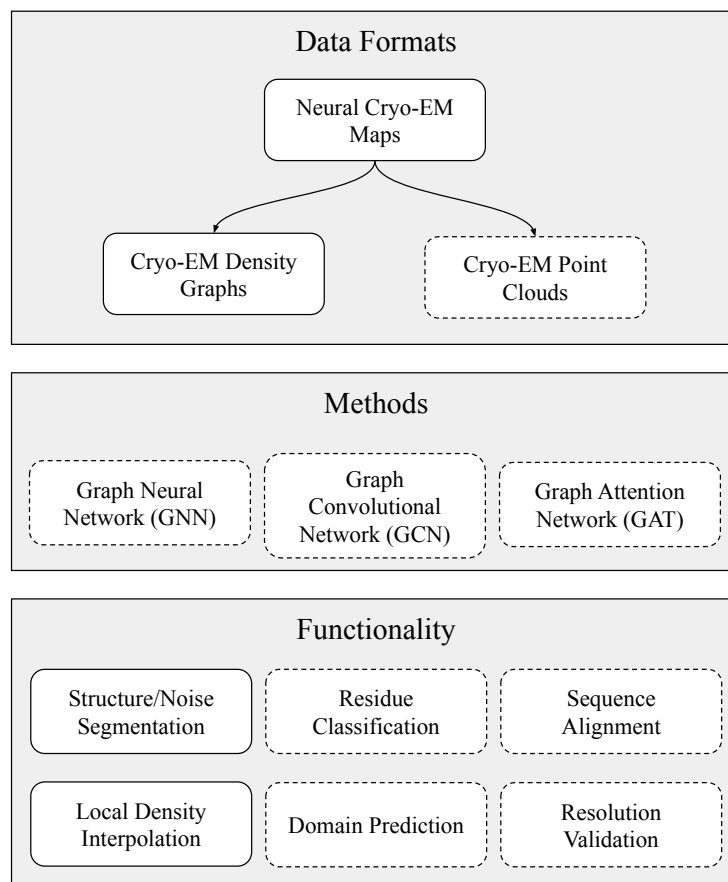 Data Formats
Neural Cryo-EM
Maps
Cryo-EM Density
Graphs
Cryo-EM Point
Clouds
Methods
Graph Neural
Network (GNN)
Graph
Convolutional
Network (GCN)
Graph Attention
Network (GAT)
Functionality
Structure/Noise
Segmentation
Residue
Classification
Sequence
Alignment
Local Density
Interpolation
Domain Prediction
Resolution
Validation